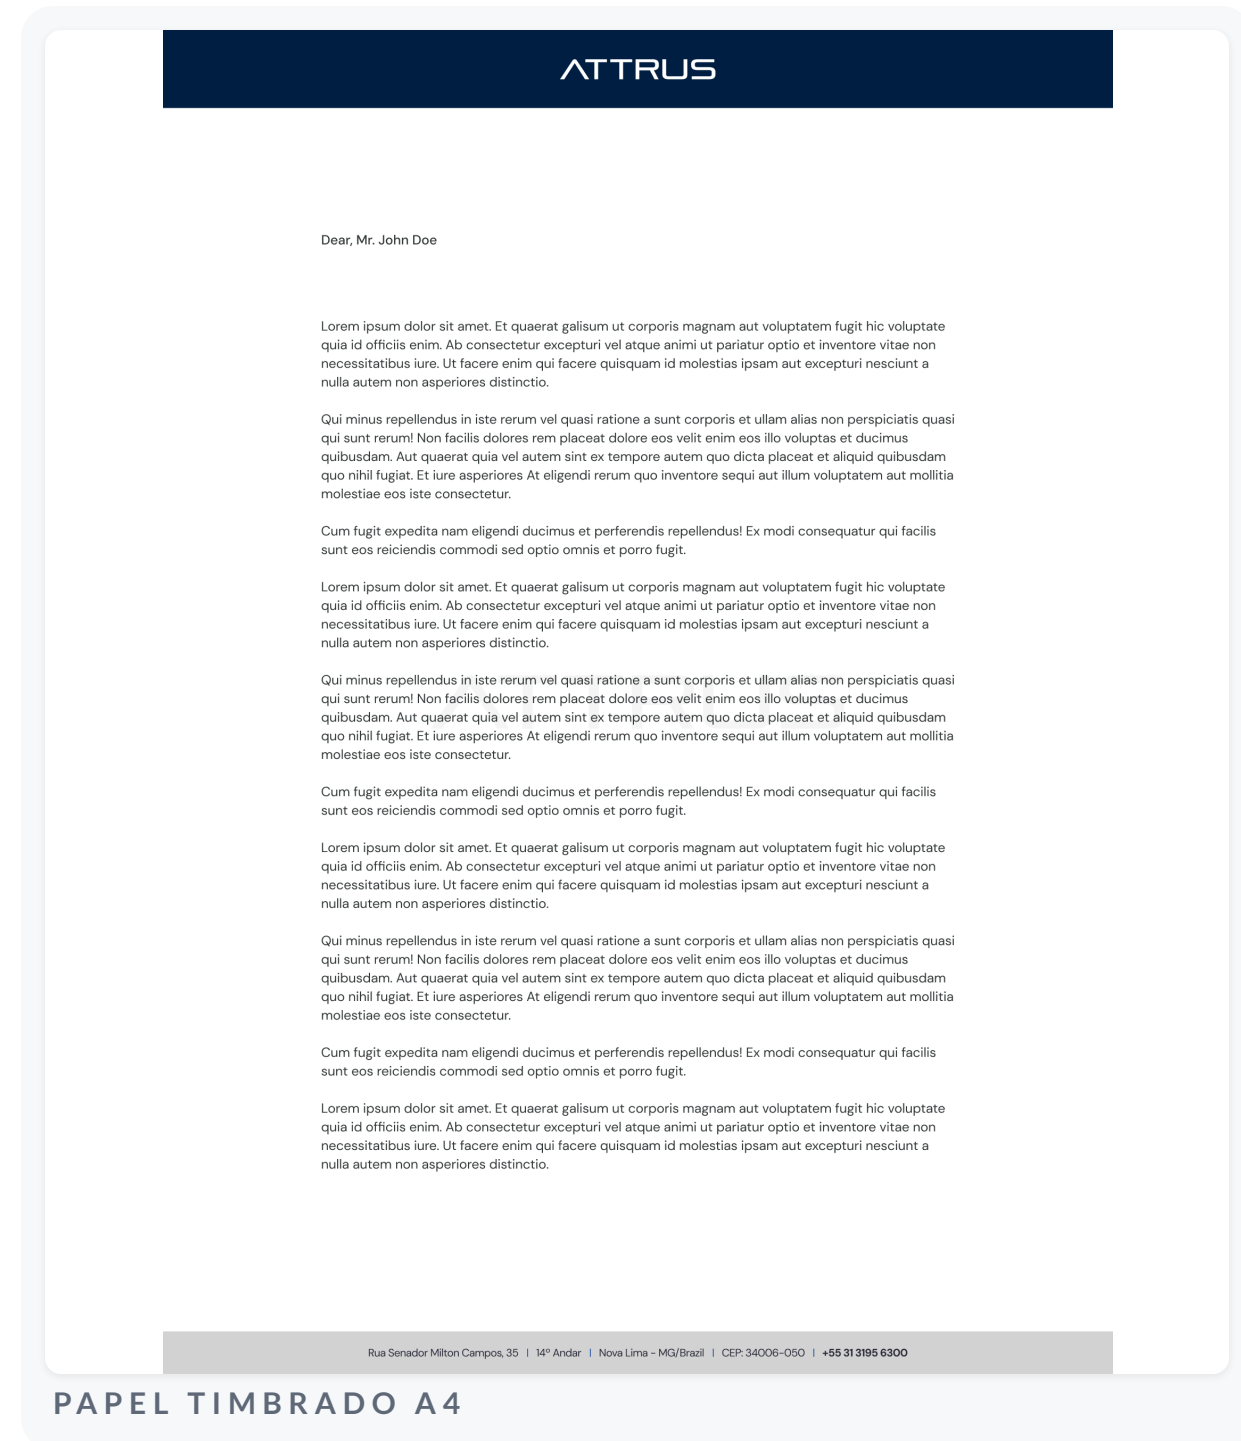 ATTRUS
Dear, Mr. John Doe
Lorem ipsum dolor sit amet. Et quaerat galisum ut corporis magnam aut voluptatem fugit hic voluptate
quia id officiis enim. Ab consectetur excepturi vel atque animi ut pariatur optio et inventore vitae non
necessitatibus iure. Ut facere enim qui facere quisquam id molestias ipsam aut excepturi nesciunt a
nulla autem non asperiores distinctio.
Qui minus repellendus in iste rerum vel quasi ratione a sunt corporis et ullam alias non perspiciatis quasi
qui sunt rerum! Non facilis dolores rem placeat dolore eos velit enim eos illo voluptas et ducimus
quibusdam. Aut quaerat quia vel autem sint ex tempore autem quo dicta placeat et aliquid quibusdam
quo nihil fugiat. Et iure asperiores At eligendi rerum quo inventore sequi aut illum voluptatem aut mollitia
molestiae eos iste consectetur.
Cum fugit expedita nam eligendi ducimus et perferendis repellendus! Ex modi consequatur qui facilis
sunt eos reiciendis commodi sed optio omnis et porro fugit.
Lorem ipsum dolor sit amet. Et quaerat galisum ut corporis magnam aut voluptatem fugit hic voluptate
quia id officiis enim. Ab consectetur excepturi vel atque animi ut pariatur optio et inventore vitae non
necessitatibus iure. Ut facere enim qui facere quisquam id molestias ipsam aut excepturi nesciunt a
nulla autem non asperiores distinctio.
ATTRUS
Qui minus repellendus in iste rerum vel quasi ratione a sunt corporis et ullam alias non perspiciatis quasi
qui sunt rerum! Non facilis dolores rem placeat dolore eos velit enim eos illo voluptas et ducimus
quibusdam. Aut quaerat quia vel autem sint ex tempore autem quo dicta placeat et aliquid quibusdam
quo nihil fugiat. Et iure asperiores At eligendi rerum quo inventore sequi aut illum voluptatem aut mollitia
molestiae eos iste consectetur.
Cum fugit expedita nam eligendi ducimus et perferendis repellendus! Ex modi consequatur qui facilis
sunt eos reiciendis commodi sed optio omnis et porro fugit.
Lorem ipsum dolor sit amet. Et quaerat galisum ut corporis magnam aut voluptatem fugit hic voluptate
quia id officiis enim. Ab consectetur excepturi vel atque animi ut pariatur optio et inventore vitae non
necessitatibus iure. Ut facere enim qui facere quisquam id molestias ipsam aut excepturi nesciunt a
nulla autem non asperiores distinctio.
Qui minus repellendus in iste rerum vel quasi ratione a sunt corporis et ullam alias non perspiciatis quasi
qui sunt rerum! Non facilis dolores rem placeat dolore eos velit enim eos illo voluptas et ducimus
quibusdam. Aut quaerat quia vel autem sint ex tempore autem quo dicta placeat et aliquid quibusdam
quo nihil fugiat. Et iure asperiores At eligendi rerum quo inventore sequi aut illum voluptatem aut mollitia
molestiae eos iste consectetur.
Cum fugit expedita nam eligendi ducimus et perferendis repellendus! Ex modi consequatur qui facilis
sunt eos reiciendis commodi sed optio omnis et porro fugit.
Lorem ipsum dolor sit amet. Et quaerat galisum ut corporis magnam aut voluptatem fugit hic voluptate
quia id officiis enim. Ab consectetur excepturi vel atque animi ut pariatur optio et inventore vitae non
necessitatibus iure. Ut facere enim qui facere quisquam id molestias ipsam aut excepturi nesciunt a
nulla autem non asperiores distinctio.
Rua Senador Milton Campos, 35 | 14º Andar | Nova Lima - MG/Brazil | CEP: 34006-050 | +55 31 3195 6300
PAPEL TIMBRADO A4